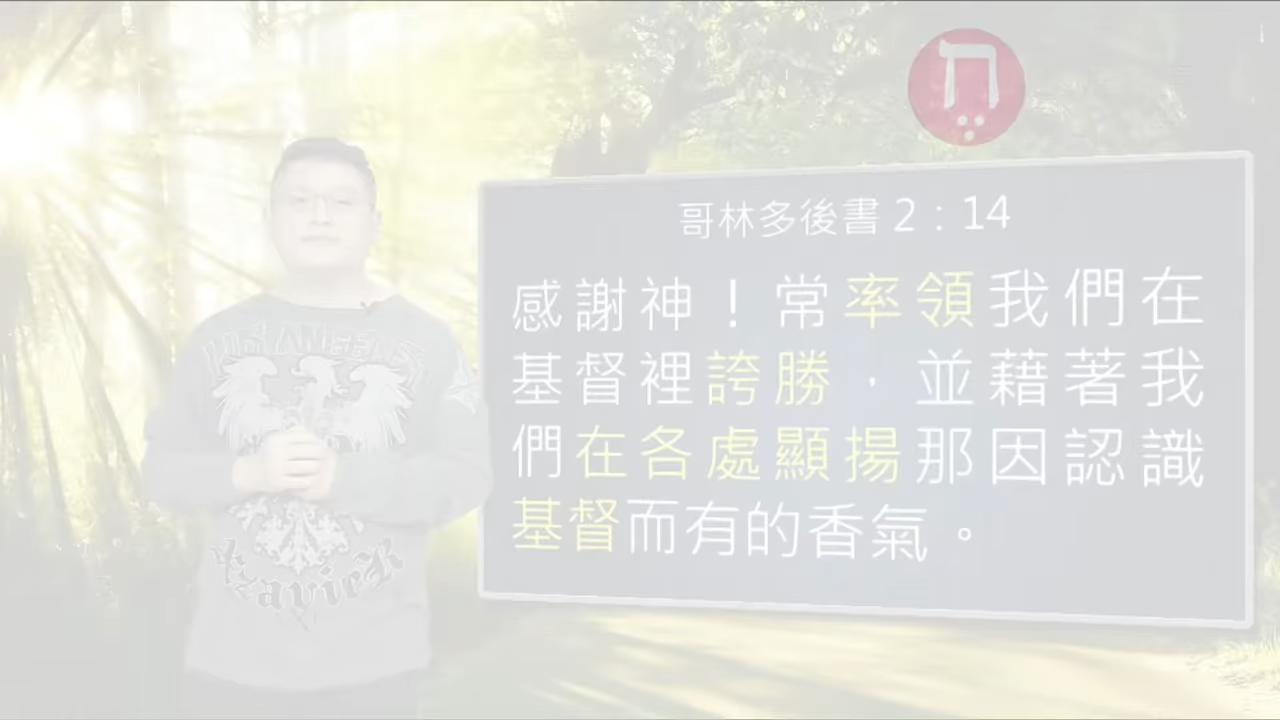 ת
哥林多後書 2：14
感謝神！常率領我們在
基督裡誇勝，並藉著我
們在各處顯揚那因認識
基督而有的香氣。
XzavieR